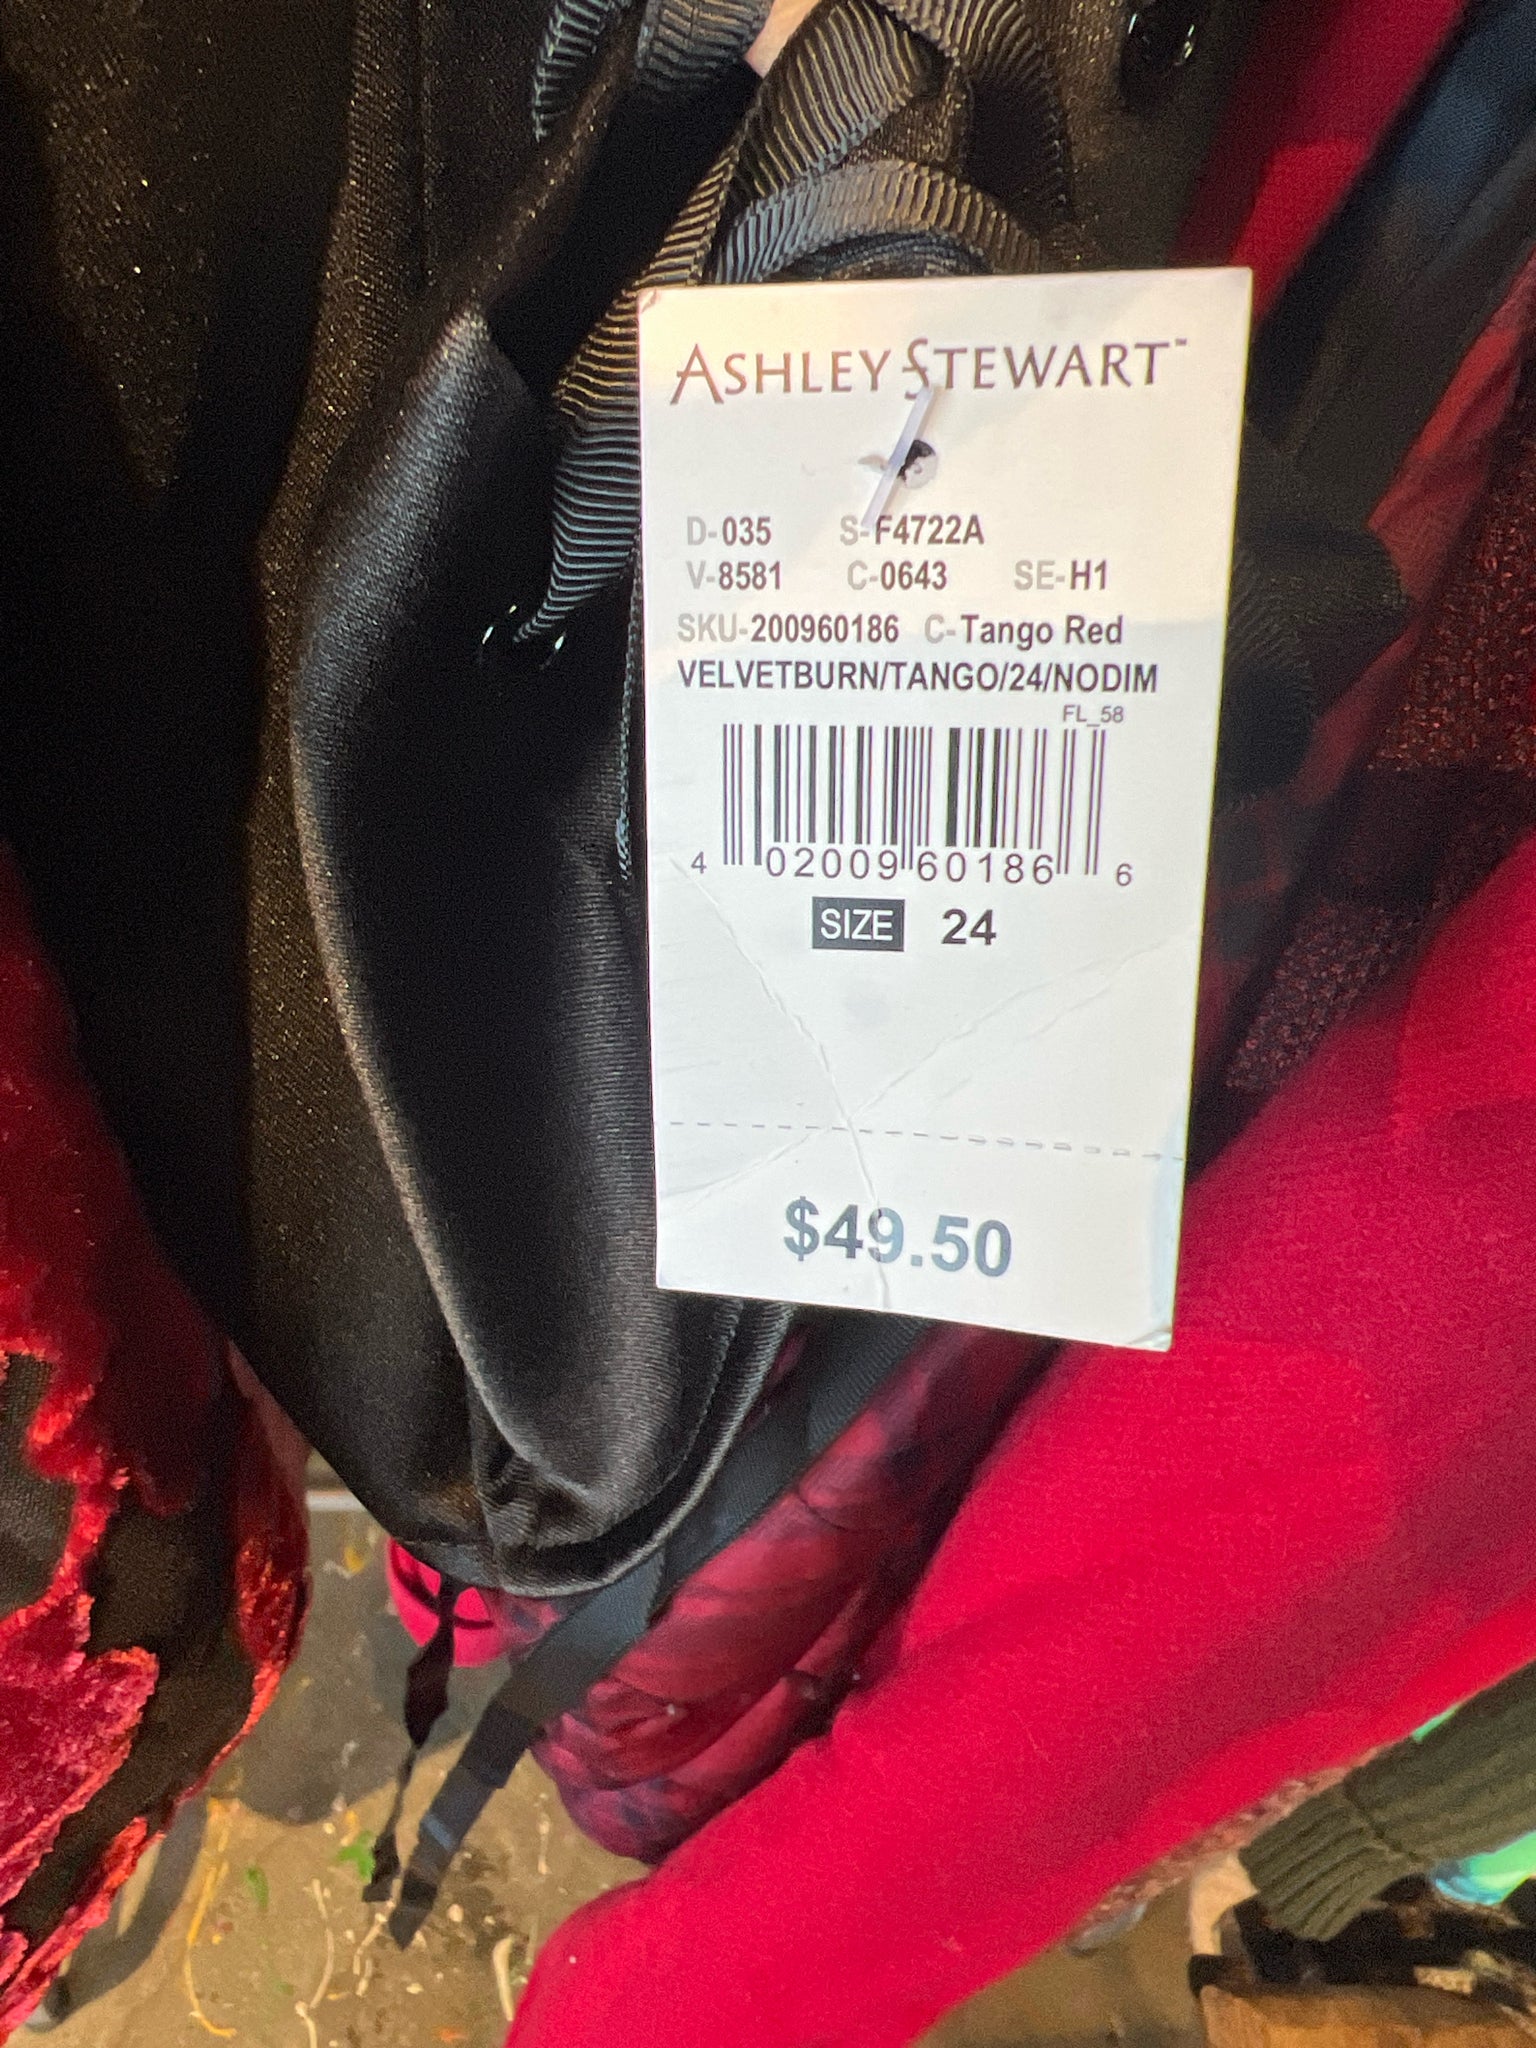 ASHLEY STEWART™
D-035 S-F4722A
V-8581 C-0643 SE-H1
SKU-200960186 C-Tango Red
VELVETBURN/TANGO/24/NODIM
FL_58
4 02009 60186 6
SIZE 24
$49.50